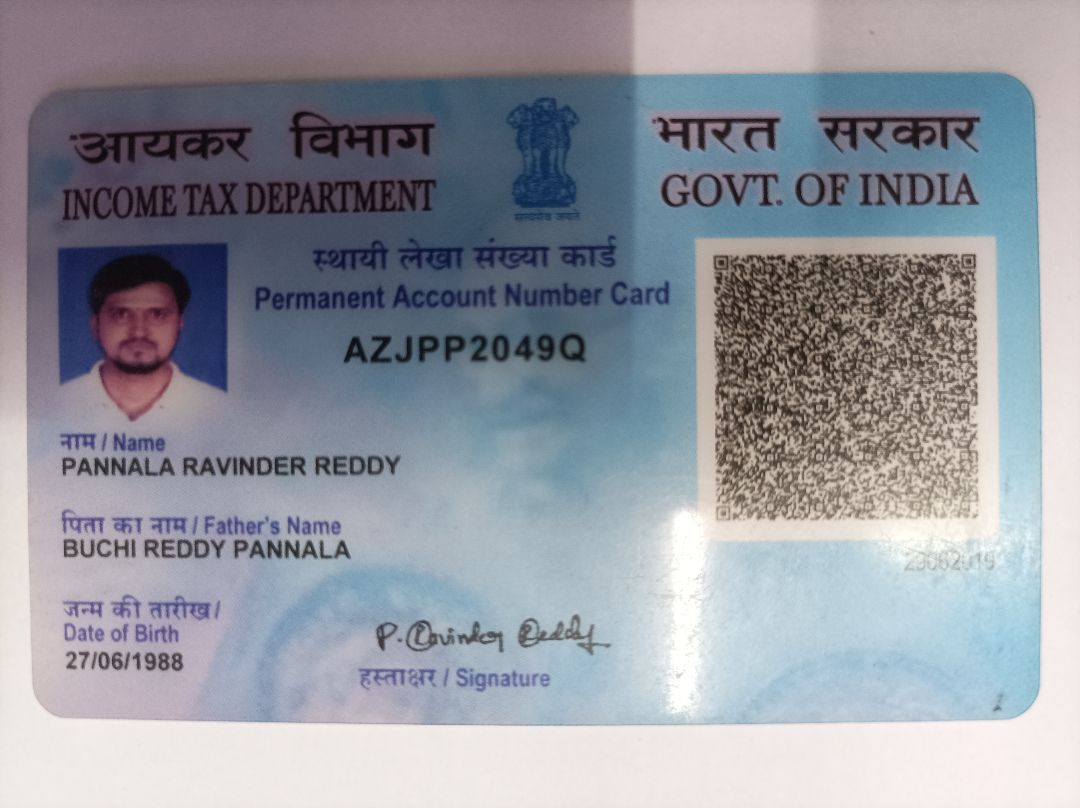 आयकर विभाग
INCOME TAX DEPARTMENT
सत्यमेव जयते
भारत सरकार
GOVT. OF INDIA
स्थायी लेखा संख्या कार्ड
Permanent Account Number Card
AZJPP2049Q
नाम / Name
PANNALA RAVINDER REDDY
पिता का नाम / Father's Name
BUCHI REDDY PANNALA
जन्म की तारीख /
Date of Birth
27/06/1988
P. Ravinder Reddy
हस्ताक्षर / Signature
29062019